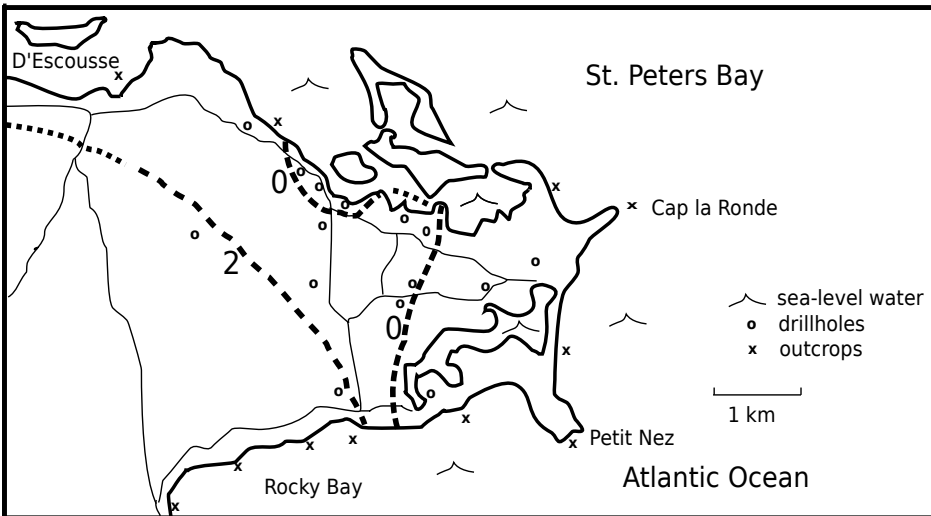 D'Escousse
St. Peters Bay
0
Cap la Ronde
2
sea-level water
o drillholes
x outcrops
0
1 km
Petit Nez
Rocky Bay
Atlantic Ocean